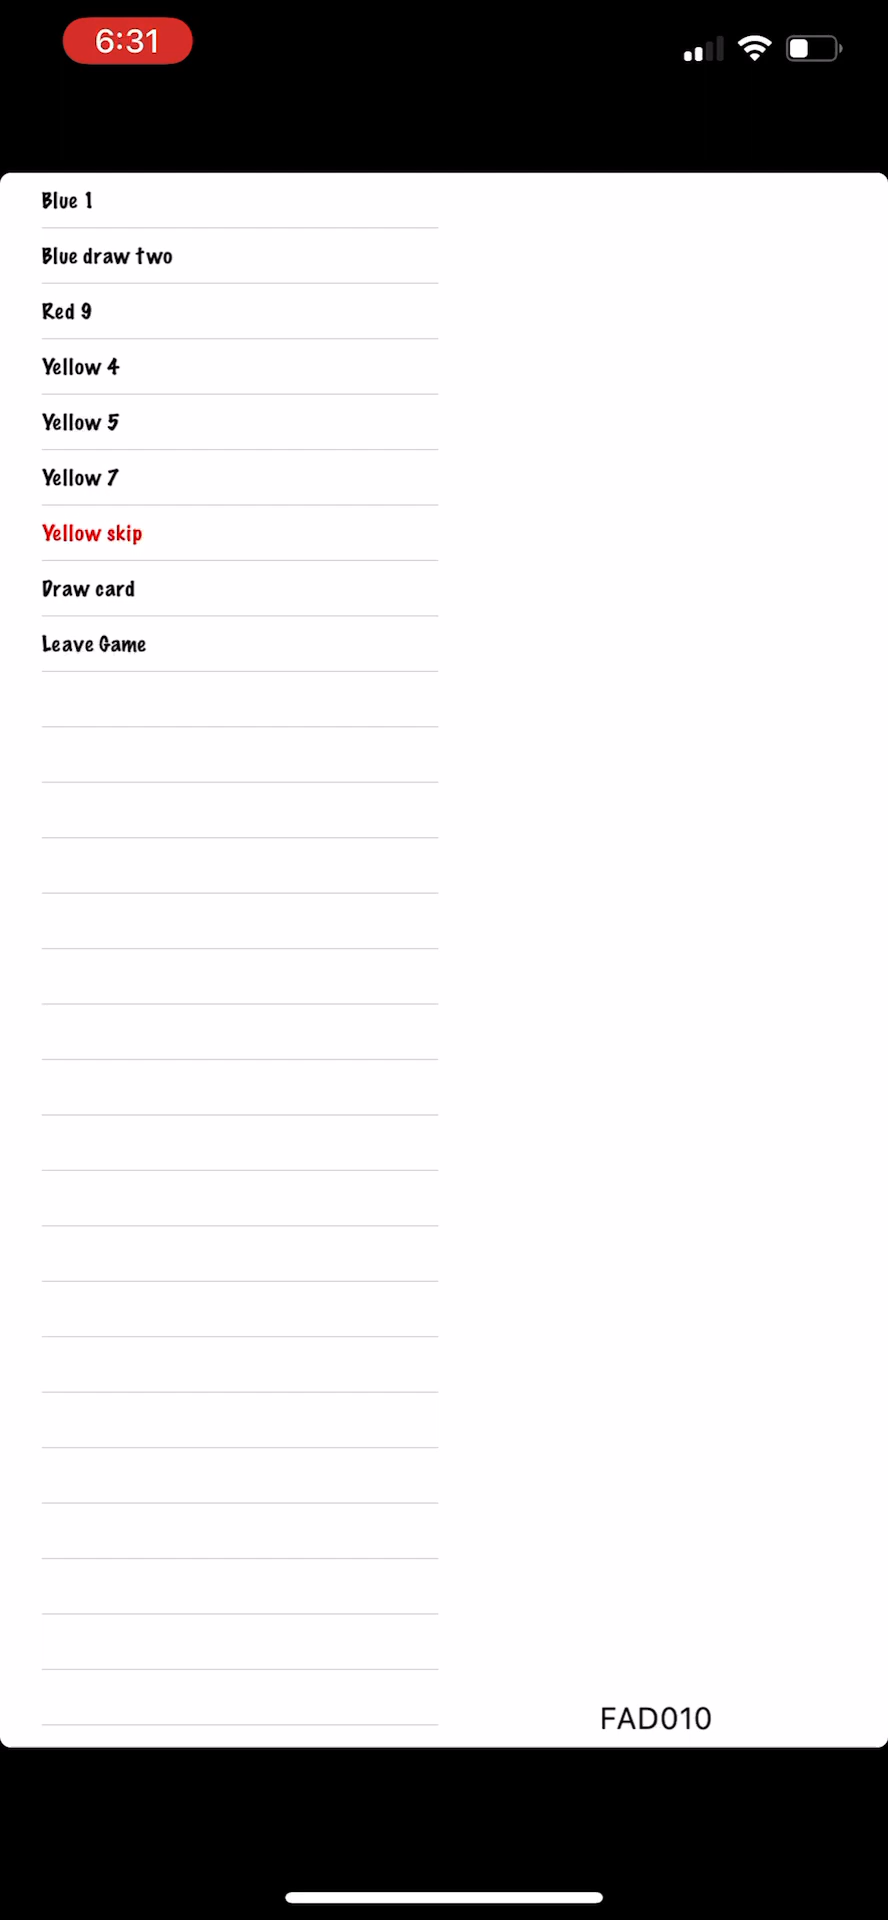 6:31
Blue 1
Blue draw two
Red 9
Yellow 4
Yellow 5
Yellow 7
Yellow skip
Draw card
Leave Game
FAD010